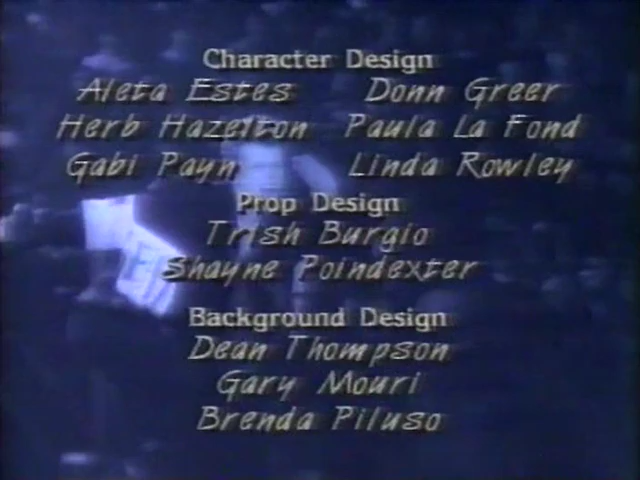 Character Design
Aleta Estes Donn Greer
Herb Hazelton Paula La Fond
Gabi Payn Linda Rowley
Prop Design
Trish Burgio
Shayne Poindexter
Background Design
Dean Thompson
Gary Mouri
Brenda Piluso